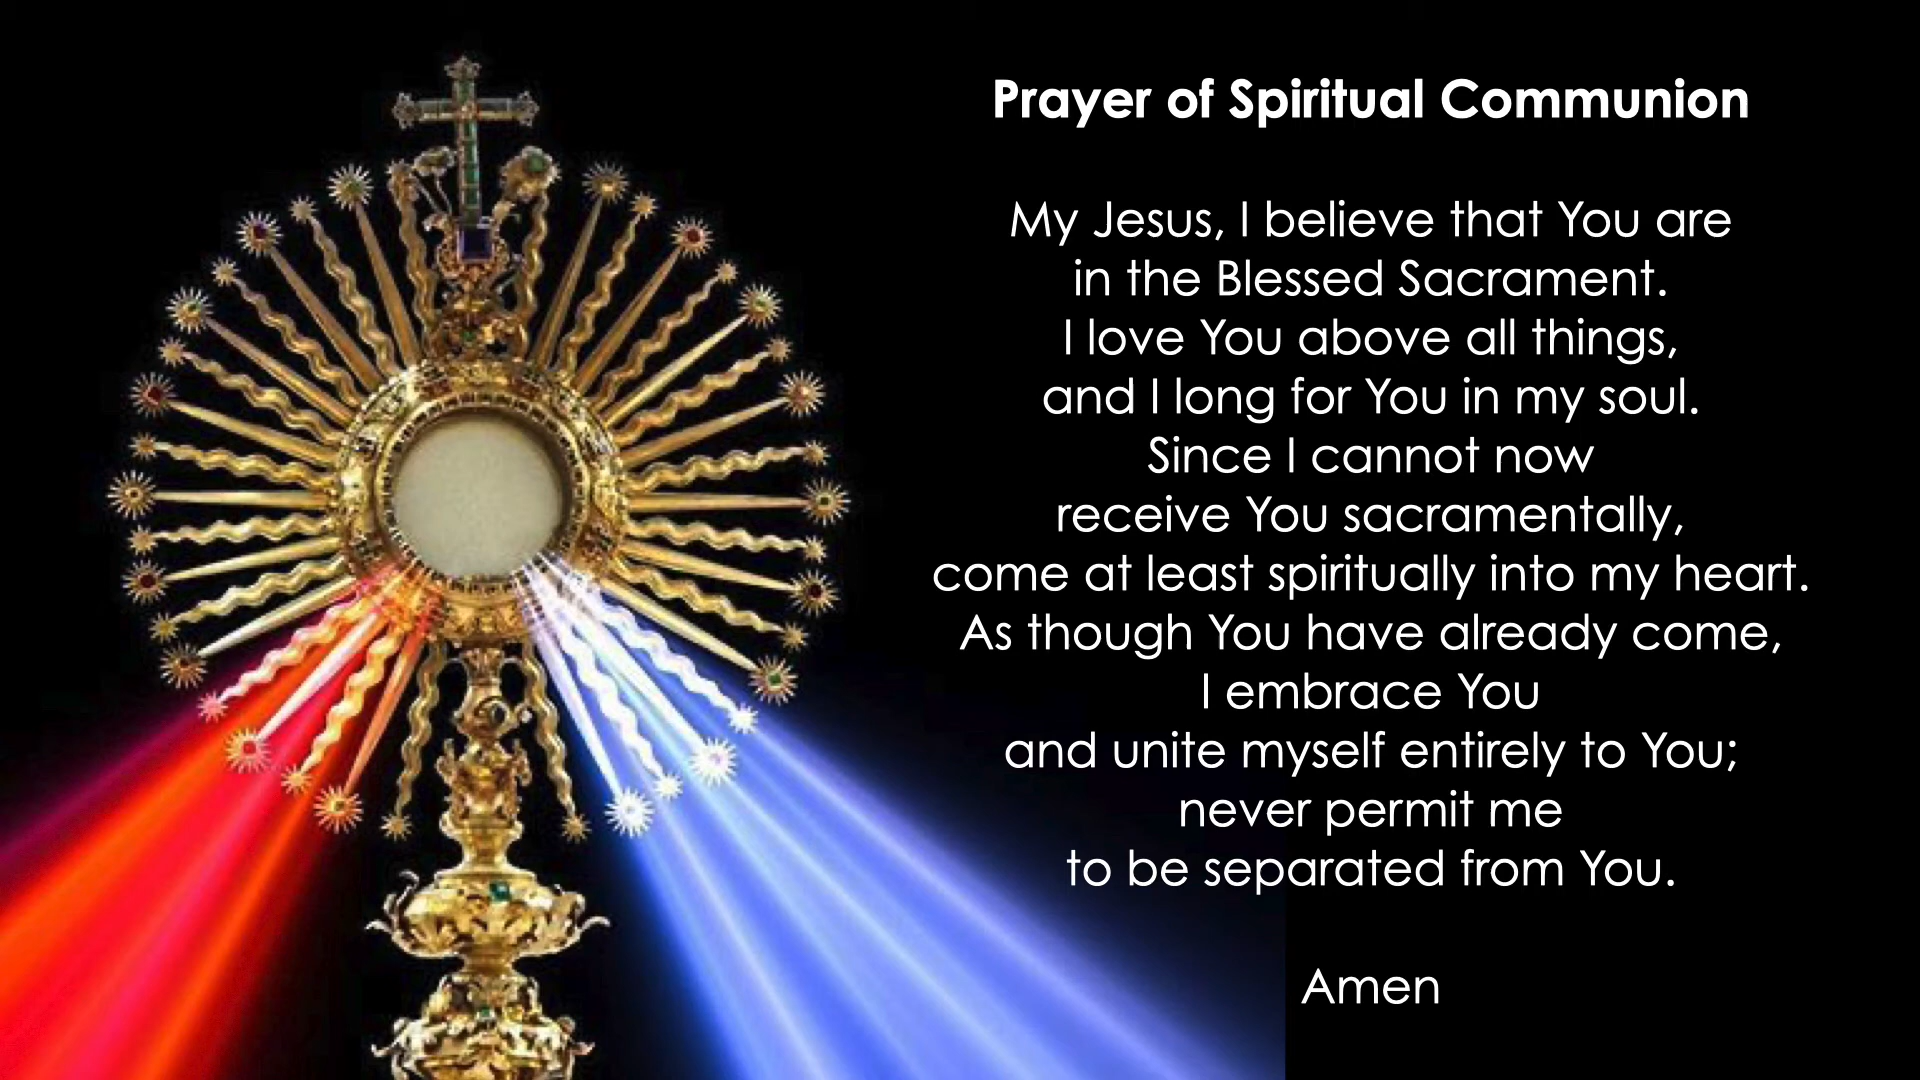 Prayer of Spiritual Communion
My Jesus, I believe that You are
in the Blessed Sacrament.
I love You above all things,
and I long for You in my soul.
Since I cannot now
receive You sacramentally,
come at least spiritually into my heart.
As though You have already come,
I embrace You
and unite myself entirely to You;
never permit me
to be separated from You.
Amen